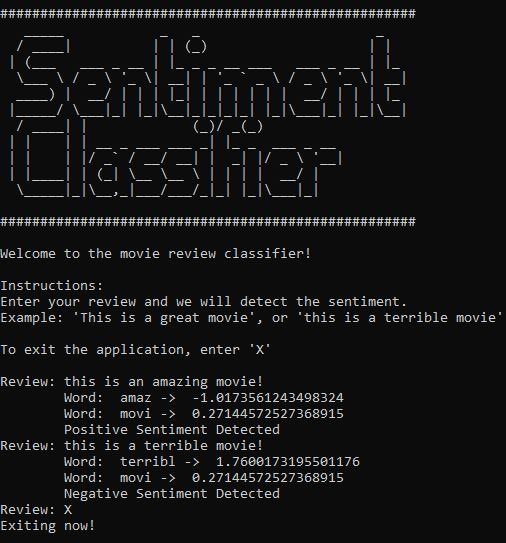 ####################################################
Sentiment
Classifier
####################################################
Welcome to the movie review classifier!
Instructions:
Enter your review and we will detect the sentiment.
Example: 'This is a great movie', or 'this is a terrible movie'
To exit the application, enter 'X'
Review: this is an amazing movie!
Word: amaz -> -1.0173561243498324
Word: movi -> 0.27144572527368915
Positive Sentiment Detected
Review: this is a terrible movie!
Word: terribl -> 1.7600173195501176
Word: movi -> 0.27144572527368915
Negative Sentiment Detected
Review: X
Exiting now!